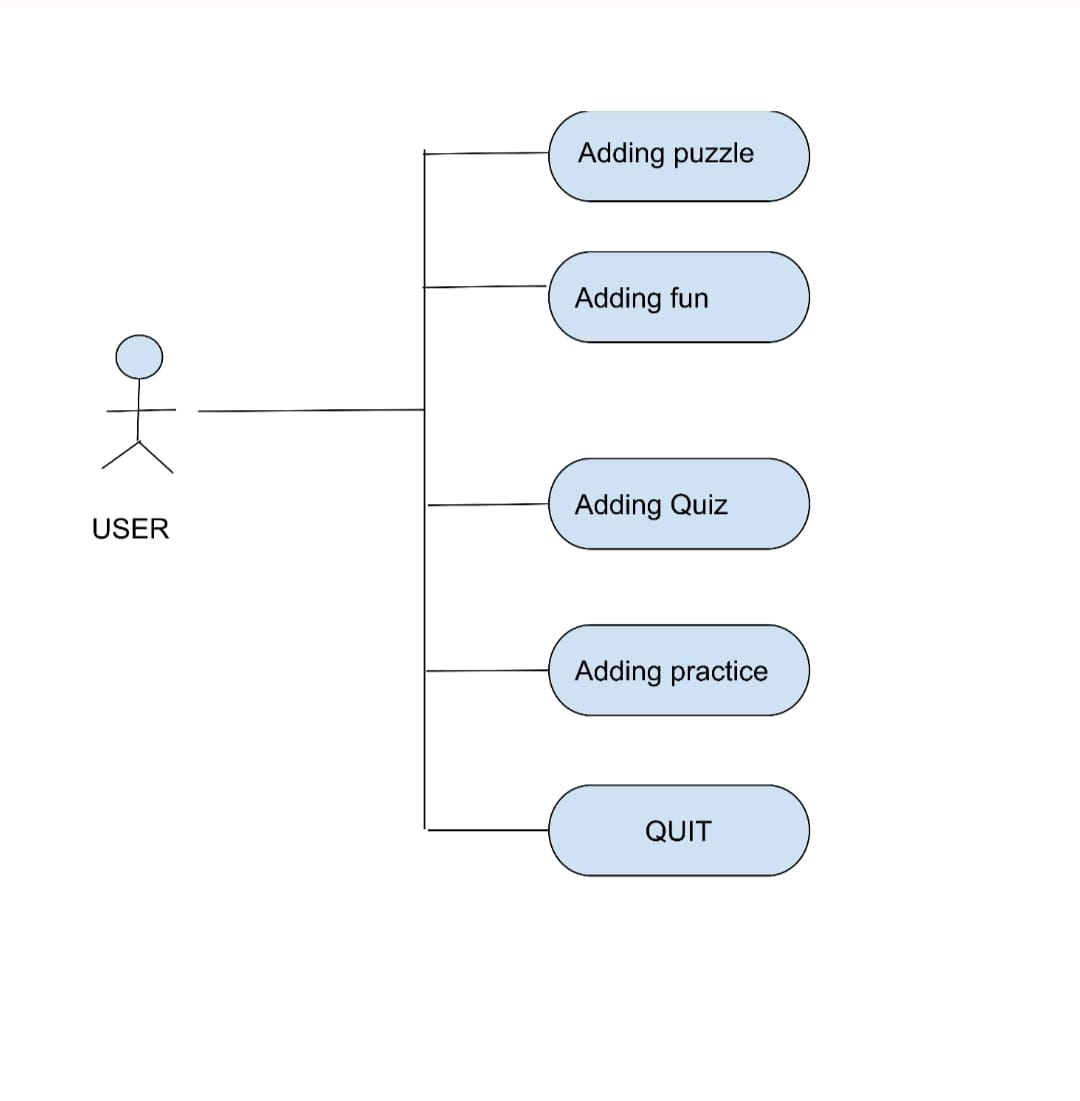 Adding puzzle
Adding fun
Adding Quiz
USER
Adding practice
QUIT